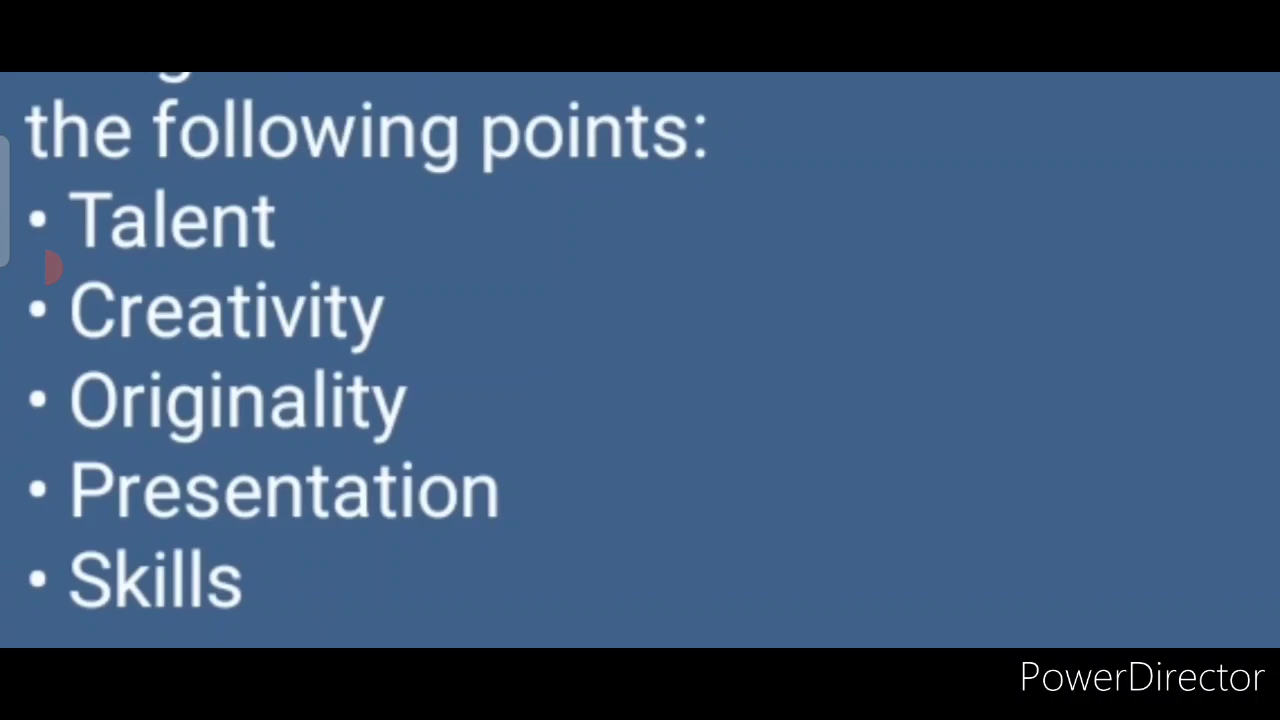 the following points:
• Talent
• Creativity
• Originality
• Presentation
• Skills
PowerDirector